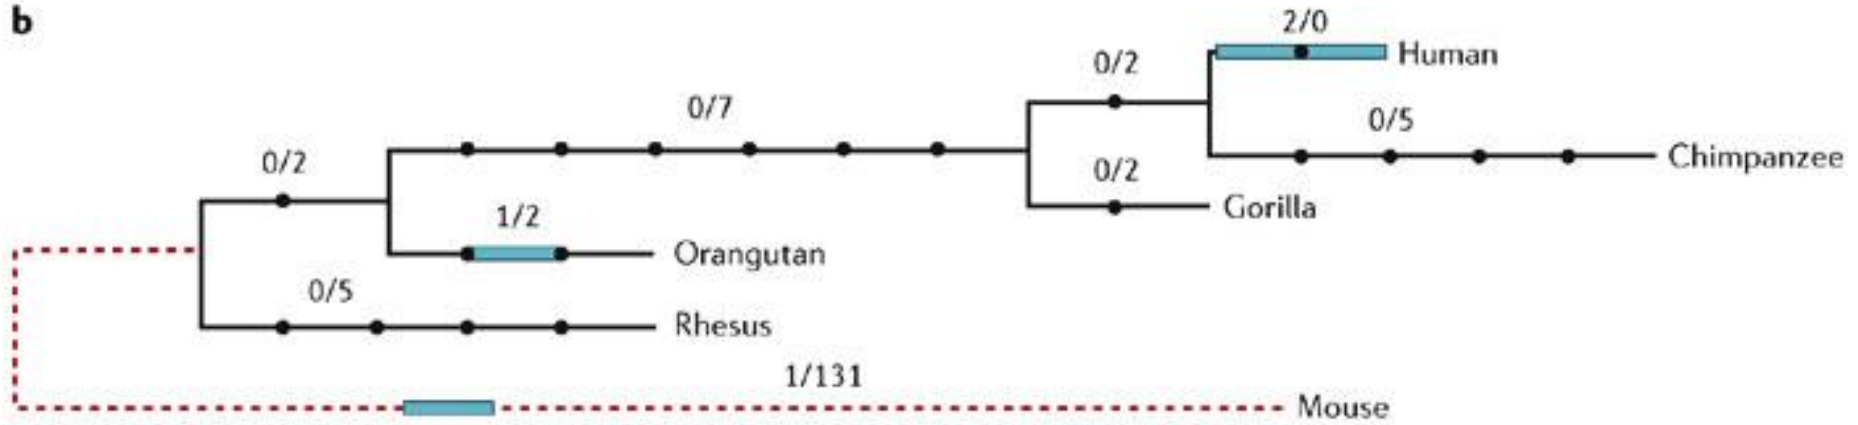 b
2/0
Human
0/2
0/7
0/5
Chimpanzee
0/2
0/2
Gorilla
1/2
Orangutan
0/5
Rhesus
1/131
Mouse